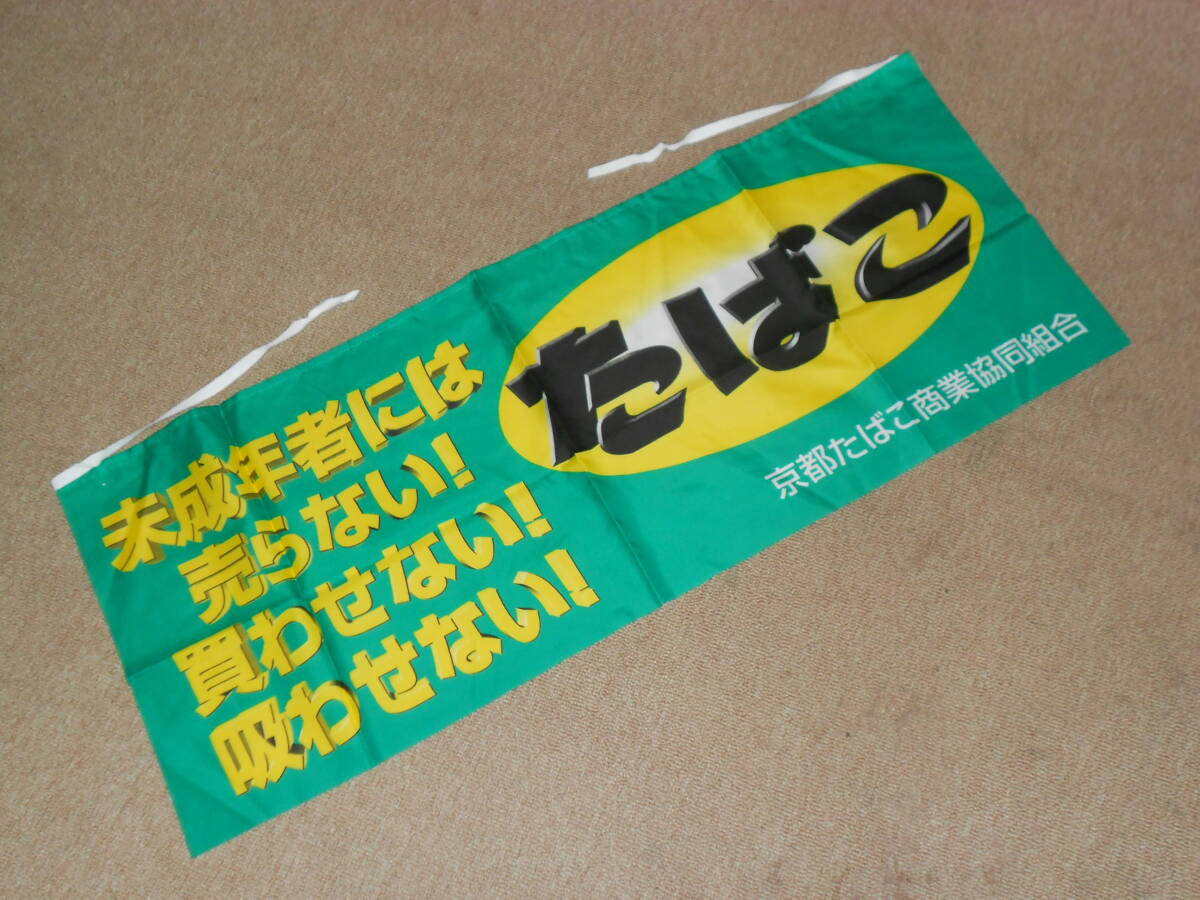 未成年者には
売らない!
買わせない!
吸わせない!
たばこ
京都たばこ商業協同組合